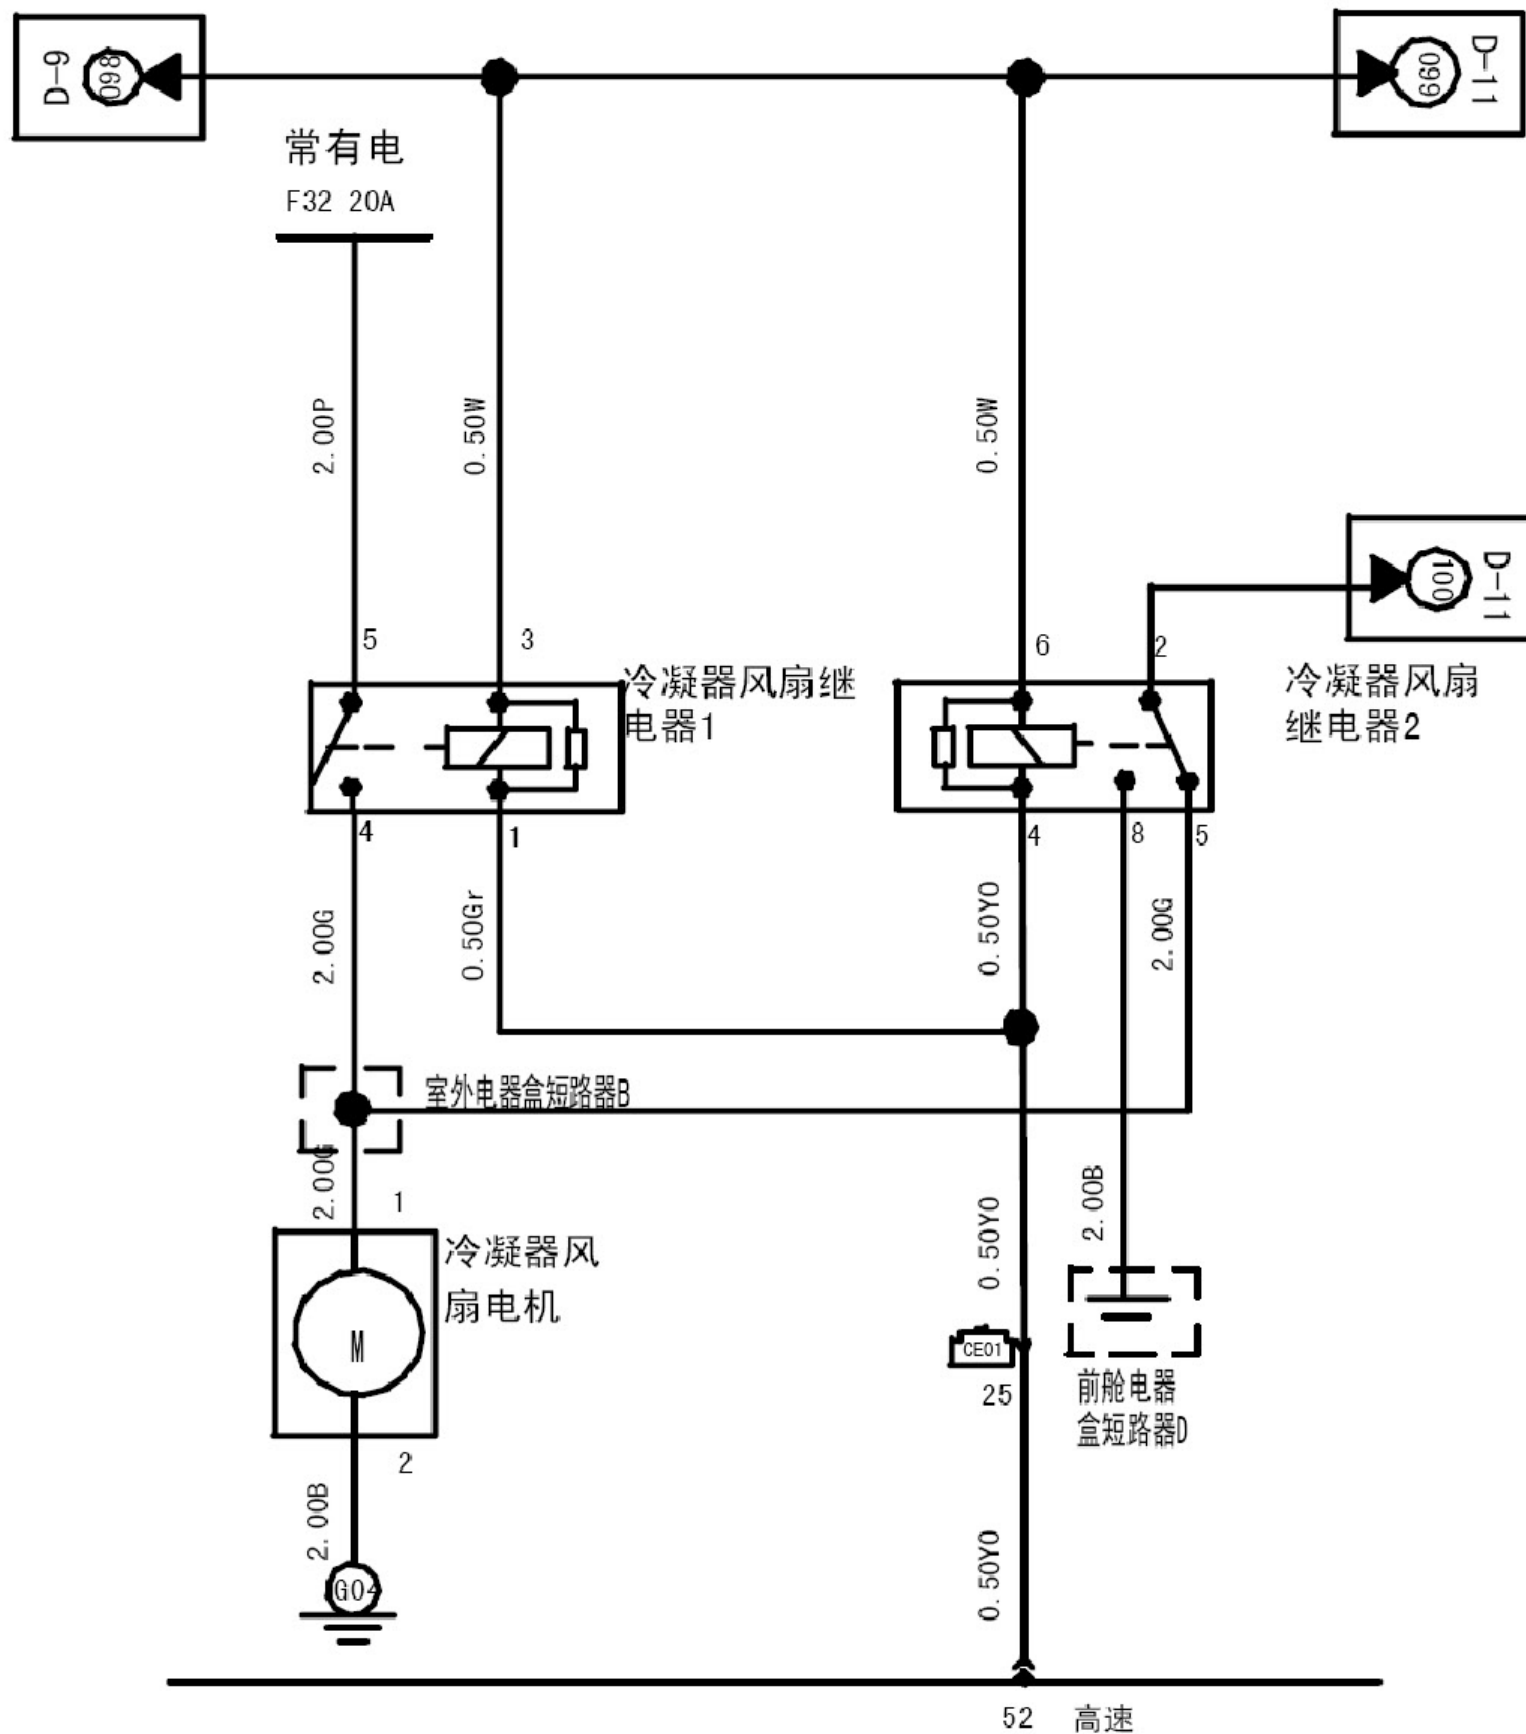 D-9
098
D-11
099
常有电
F32 20A
2.00P
0.50W
0.50W
D-11
100
5
3
6
2
冷凝器风扇继
电器1
冷凝器风扇
继电器2
4
1
4
8
5
2.00G
0.50Gr
0.50YO
2.00G
室外电器盒短路器B
2.00G
1
2.00B
0.50YO
冷凝器风
扇电机
M
CE01
25
前舱电器
盒短路器D
2
2.00B
0.50YO
G04
52 高速